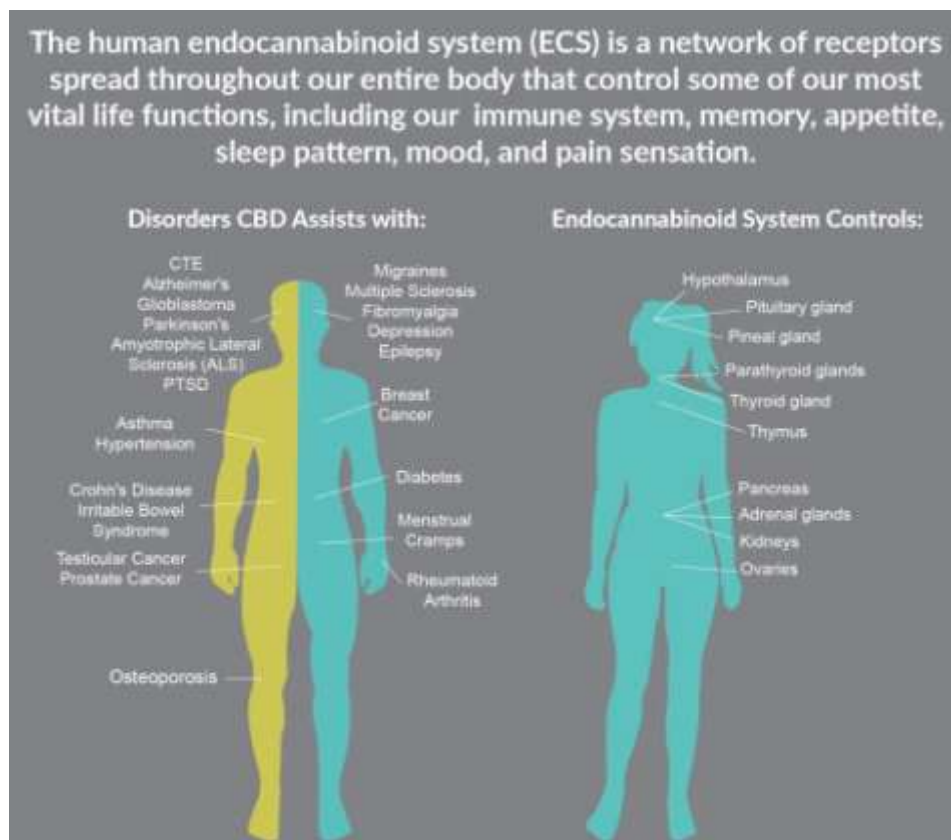 The human endocannabinoid system (ECS) is a network of receptors
spread throughout our entire body that control some of our most
vital life functions, including our immune system, memory, appetite,
sleep pattern, mood, and pain sensation.
Disorders CBD Assists with:
CTE
Alzheimer's
Glioblastoma
Parkinson's
Amyotrophic Lateral
Sclerosis (ALS)
PTSD
Migraines
Multiple Sclerosis
Fibromyalgia
Depression
Epilepsy
Breast
Cancer
Asthma
Hypertension
Diabetes
Crohn's Disease
Irritable Bowel
Syndrome
Menstrual
Cramps
Testicular Cancer
Prostate Cancer
Rheumatoid
Arthritis
Osteoporosis
Endocannabinoid System Controls:
Hypothalamus
Pituitary gland
Pineal gland
Parathyroid glands
Thyroid gland
Thymus
Pancreas
Adrenal glands
Kidneys
Ovaries